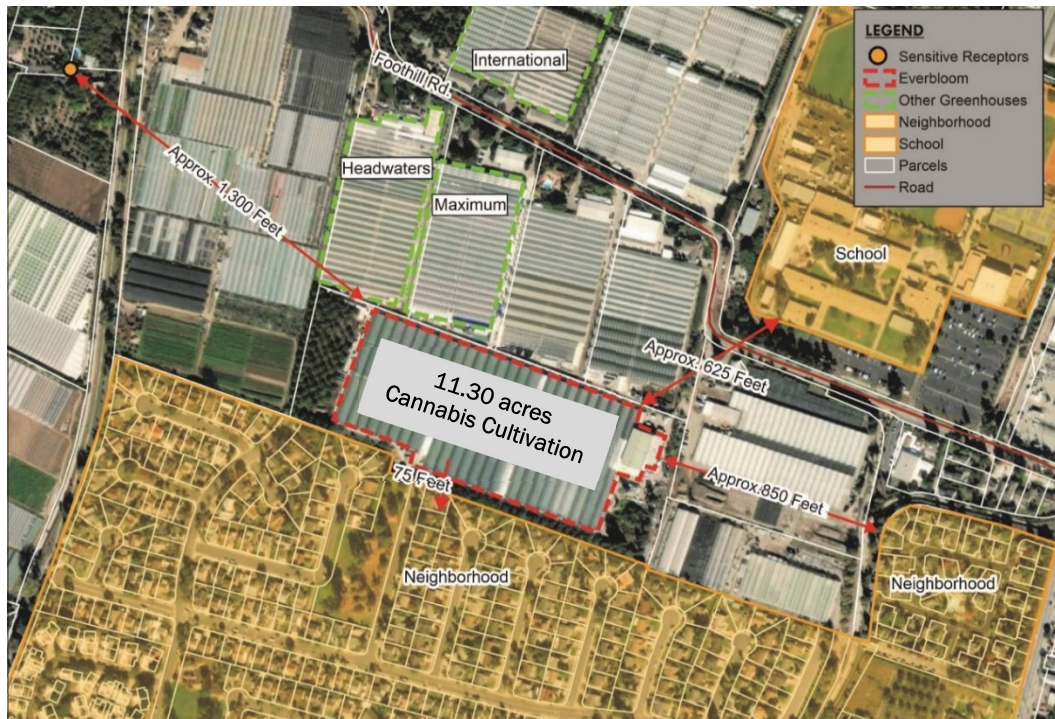 LEGEND
Sensitive Receptors
Everbloom
Other Greenhouses
Neighborhood
School
Parcels
Road
International
Foothill Rd.
Headwaters
Maximum
Approx. 1,300 Feet
School
Approx. 625 Feet
11.30 acres
Cannabis Cultivation
75 Feet
Approx.850 Feet
Neighborhood
Neighborhood